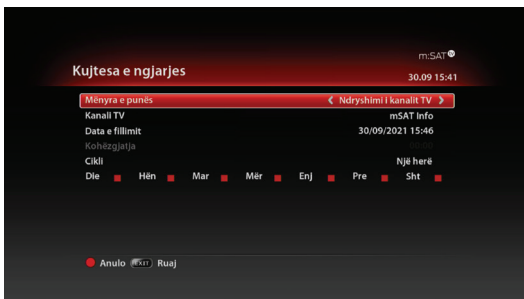 m:SAT tv
Kujtesa e ngjarjes
30.09 15:41
Mënyra e punës Ndryshimi i kanalit TV
Kanali TV mSAT Info
Data e fillimit 30/09/2021 15:46
Kohëzgjatja 00:00
Cikli Një herë
Die Hën Mar Mër Enj Pre Sht
Anulo EXIT Ruaj